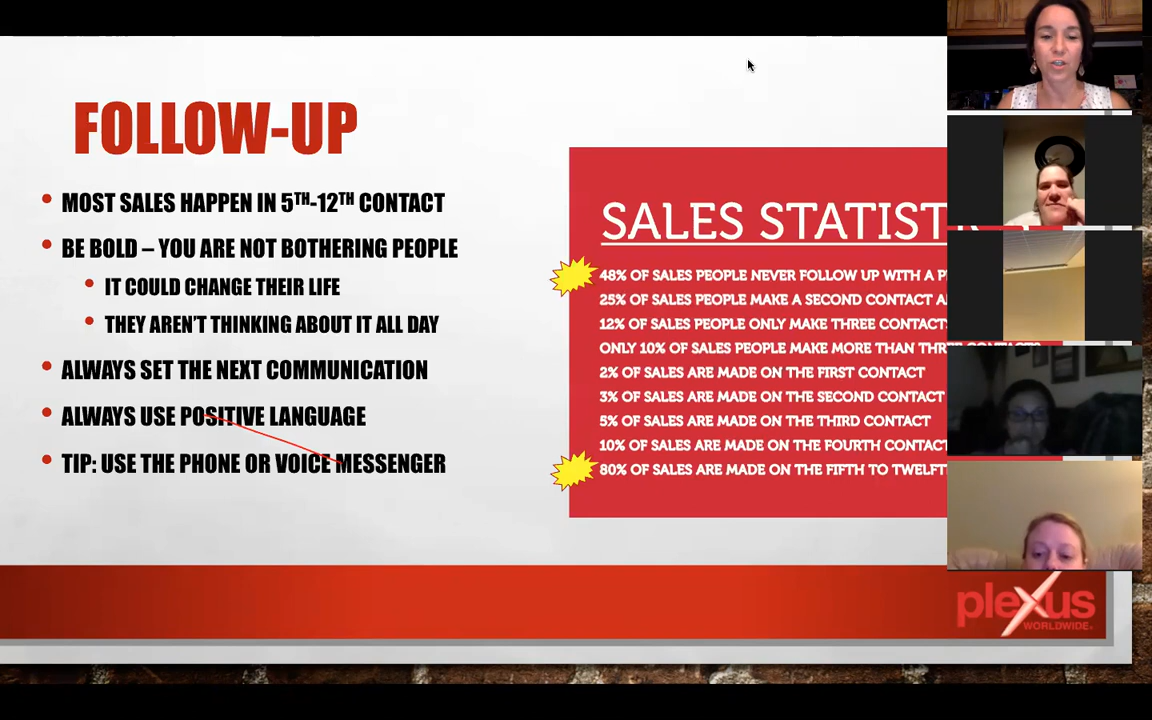 FOLLOW-UP
MOST SALES HAPPEN IN 5TH-12TH CONTACT
BE BOLD – YOU ARE NOT BOTHERING PEOPLE
IT COULD CHANGE THEIR LIFE
THEY AREN'T THINKING ABOUT IT ALL DAY
ALWAYS SET THE NEXT COMMUNICATION
ALWAYS USE POSITIVE LANGUAGE
TIP: USE THE PHONE OR VOICE MESSENGER
SALES
48% OF SALES PEOPLE NEVER FOLLOW UP WITH A
25% OF SALES PEOPLE MAKE A SECOND CONTACT
12% OF SALES PEOPLE ONLY MAKE THREE
ONLY 10% OF SALES PEOPLE MAKE MORE THAN THREE CONTACTS
2% OF SALES ARE MADE ON THE FIRST CONTACT
3% OF SALES ARE MADE ON THE SECOND CONTACT
5% OF SALES ARE MADE ON THE THIRD CONTACT
10% OF SALES ARE MADE ON THE FOURTH CONTACT
80% OF SALES ARE MADE ON THE FIFTH TO
plexus
WORLDWIDE